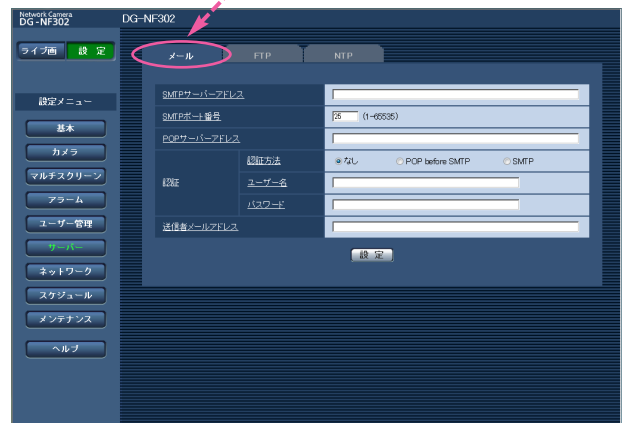 Network Camera
DG-NF302
DG-NF302
ライブ画 設 定
メール FTP NTP
設定メニュー
基本
カメラ
マルチスクリーン
アラーム
ユーザー管理
サーバー
ネットワーク
スケジュール
メンテナンス
ヘルプ
SMTPサーバーアドレス
SMTPポート番号 25 (1-65535)
POPサーバーアドレス
認証
認証方法 なし POP before SMTP SMTP
ユーザー名
パスワード
送信者メールアドレス
設 定